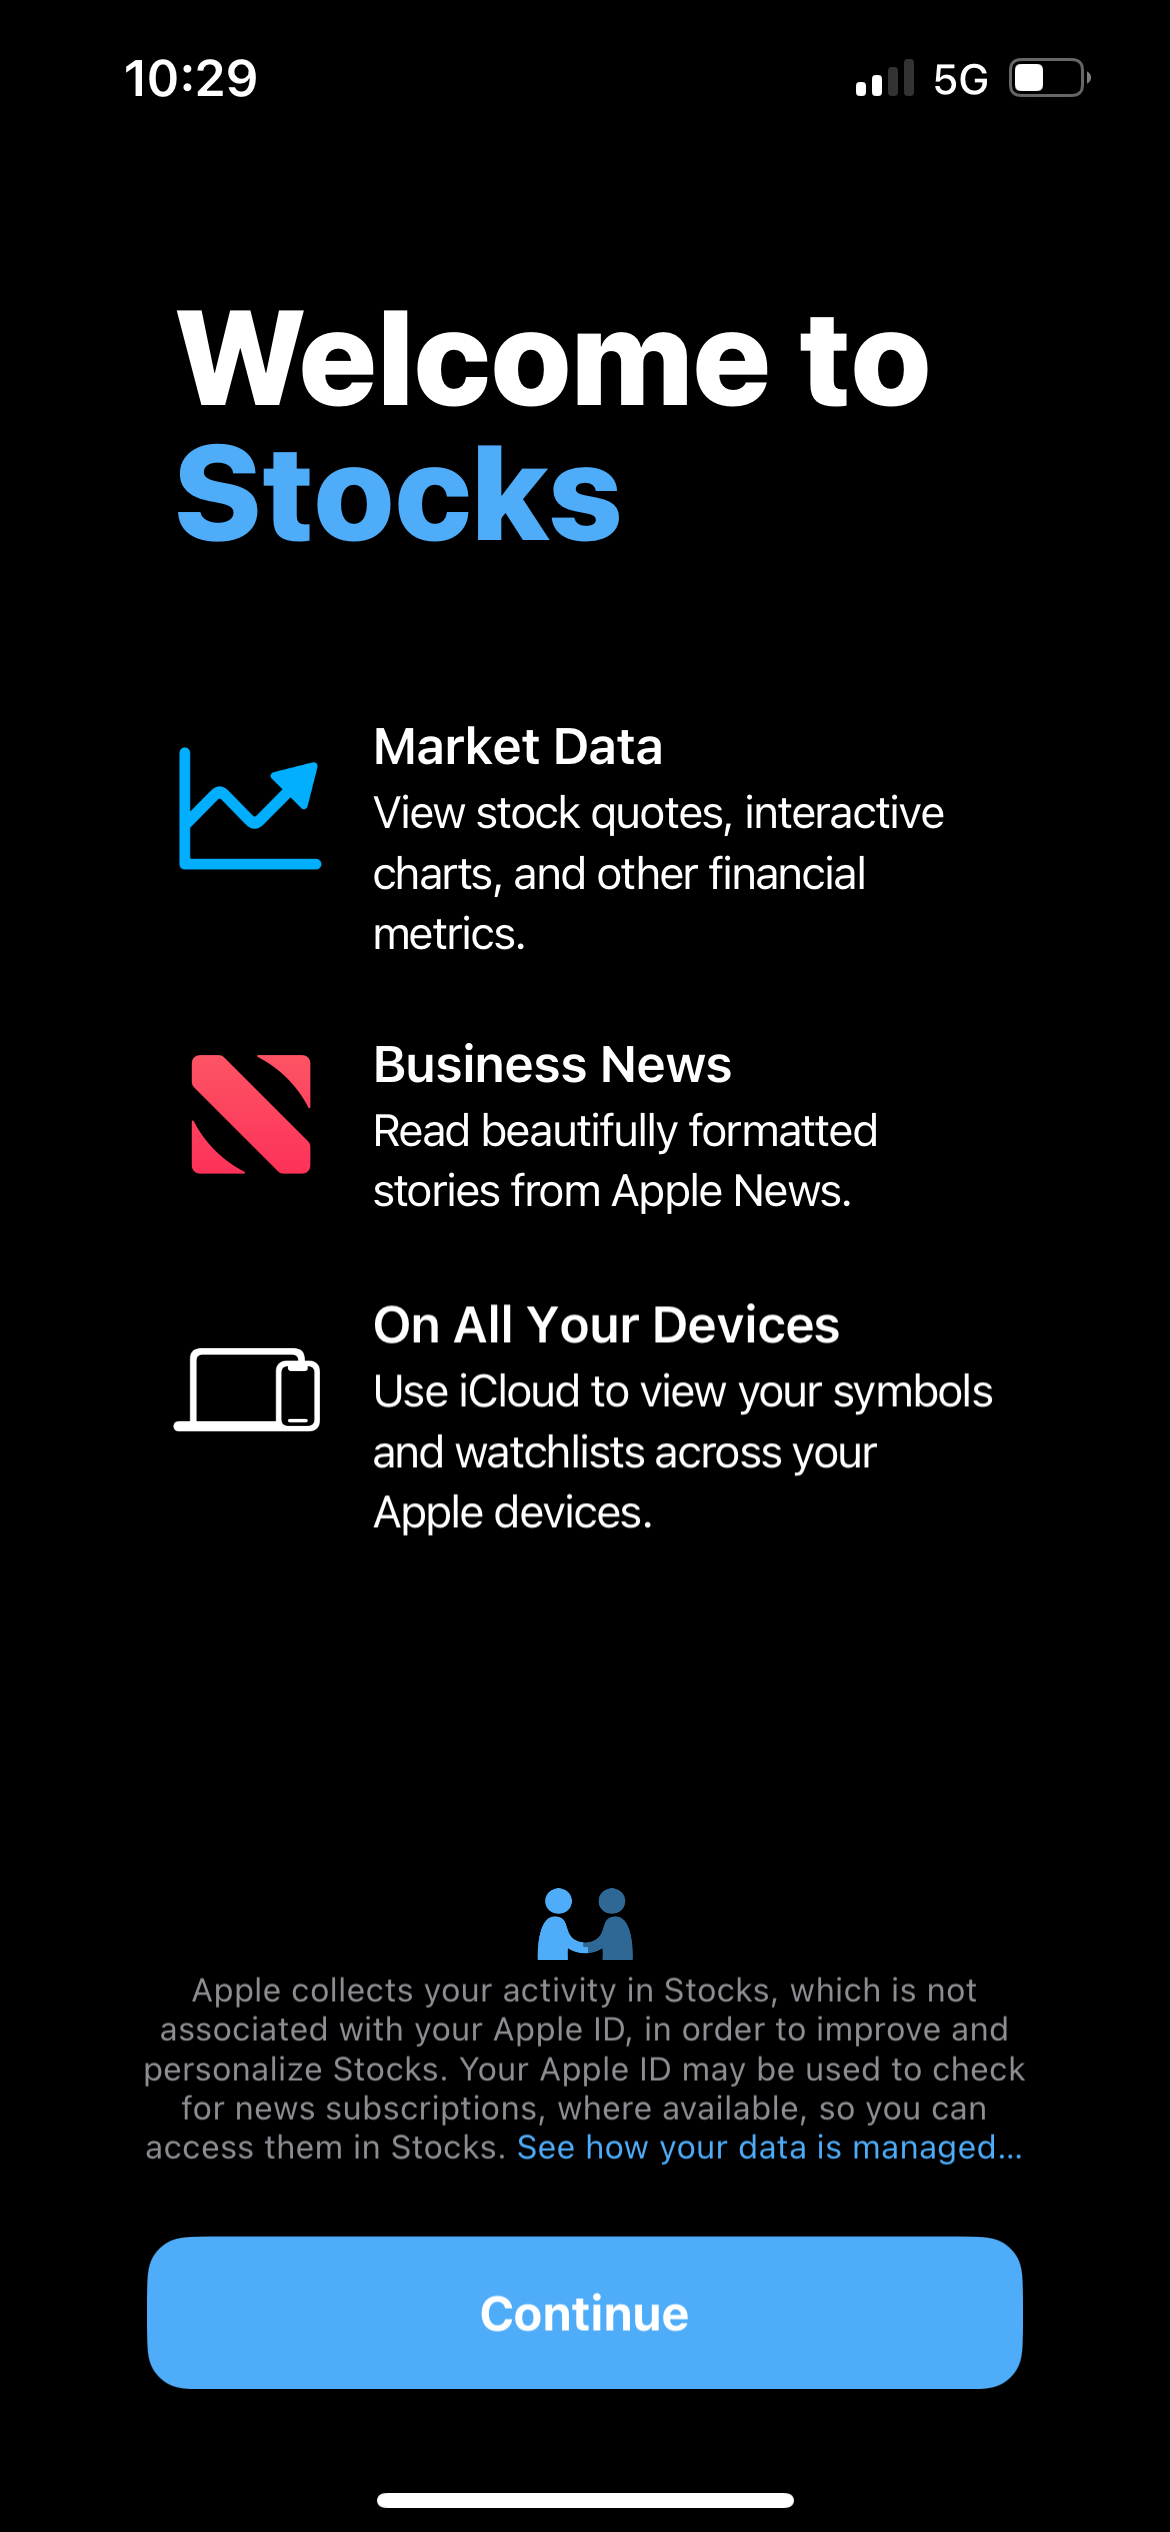 10:29
5G
Welcome to
Stocks
Market Data
View stock quotes, interactive
charts, and other financial
metrics.
Business News
Read beautifully formatted
stories from Apple News.
On All Your Devices
Use iCloud to view your symbols
and watchlists across your
Apple devices.
Apple collects your activity in Stocks, which is not
associated with your Apple ID, in order to improve and
personalize Stocks. Your Apple ID may be used to check
for news subscriptions, where available, so you can
access them in Stocks. See how your data is managed...
Continue